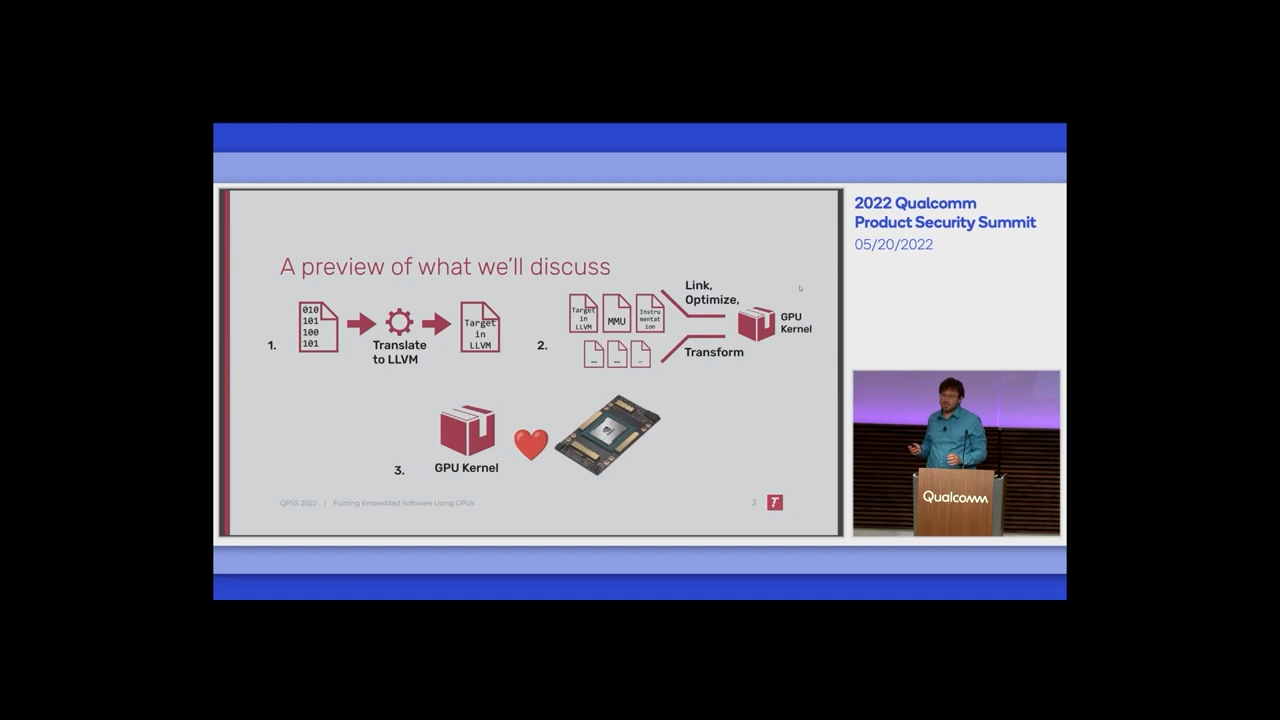 2022 Qualcomm
Product Security Summit
05/20/2022
A preview of what we'll discuss
1.
010
101
100
101
Translate
to LLVM
Target
in
LLVM
2.
Target
in
LLVM
MMU
Instru
mentat
ion
...
...
Link,
Optimize,
Transform
GPU
Kernel
3.
GPU Kernel
QPSS 2022 | Fuzzing Embedded Software Using GPUs
3
T
Qualcomm